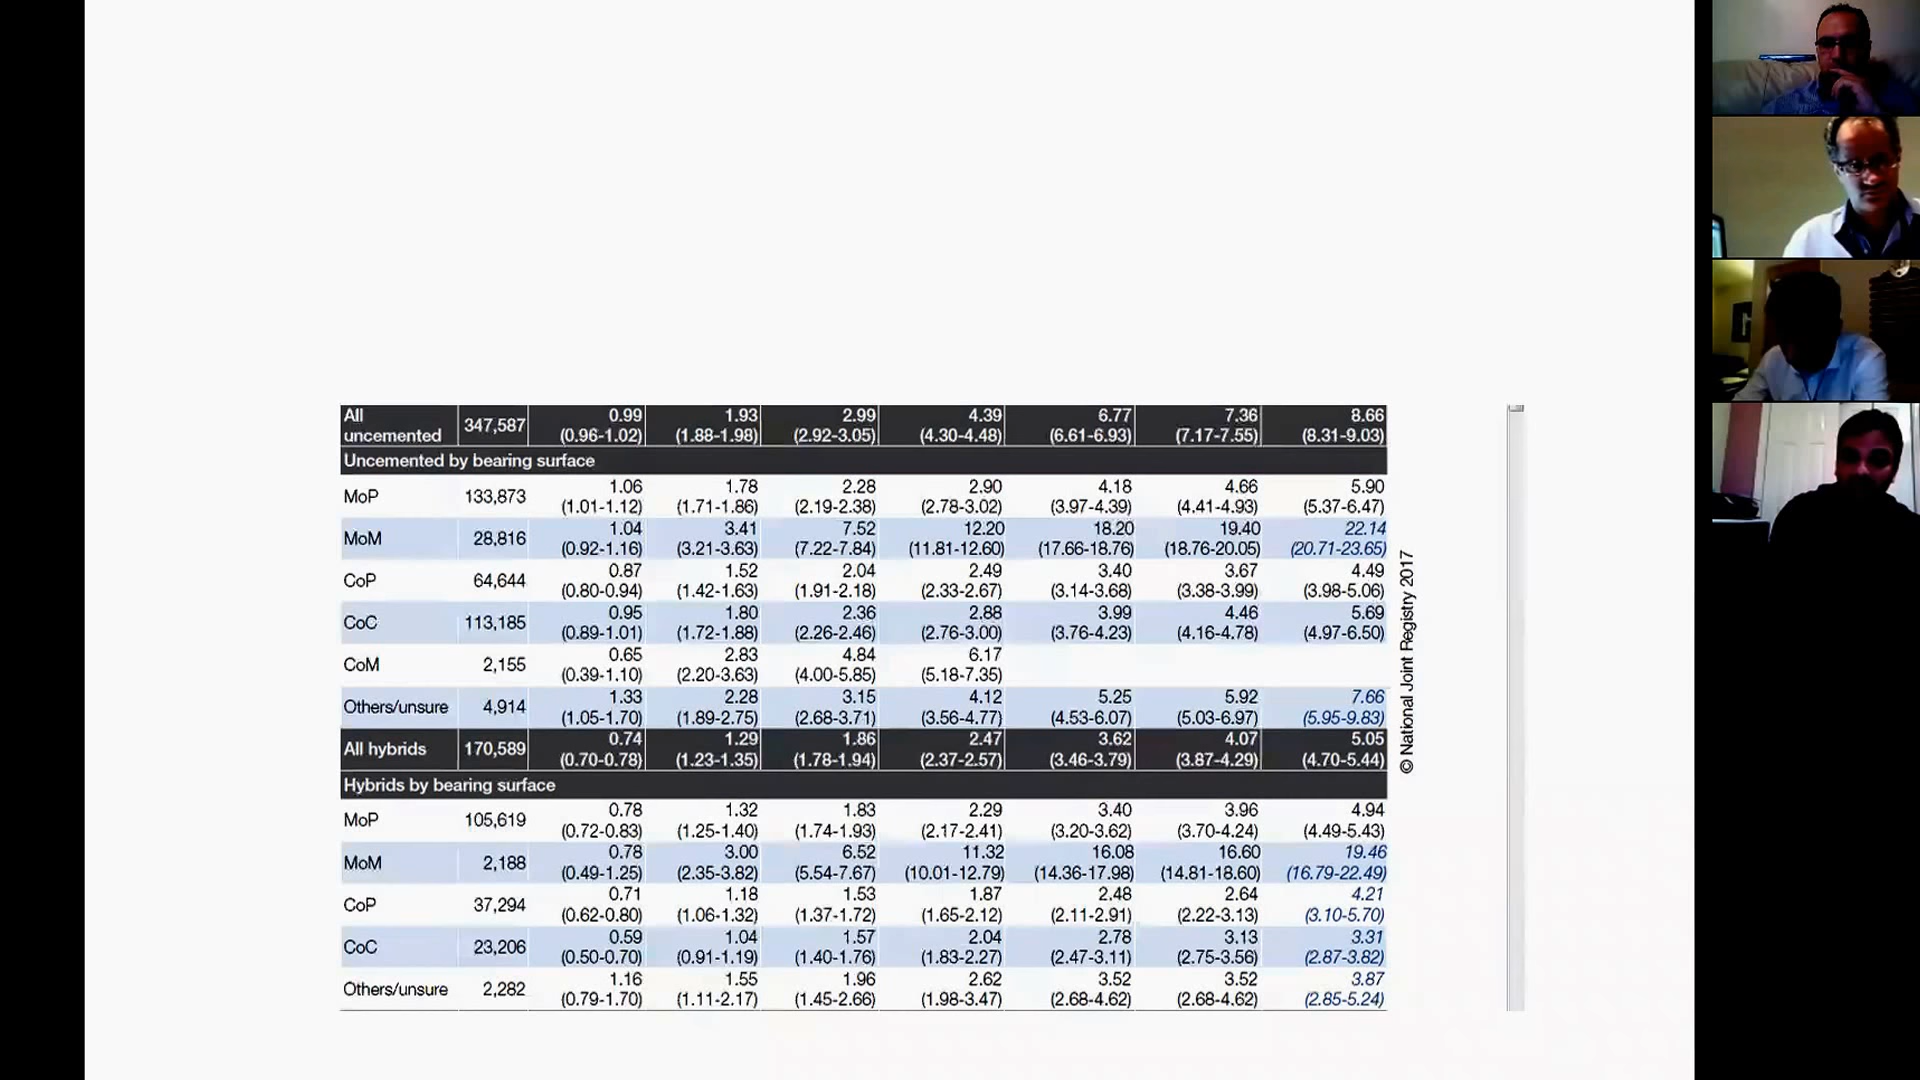 All uncemented 347,587 0.99 1.93 2.99 4.39 6.77 7.36 8.66
(0.96-1.02) (1.88-1.98) (2.92-3.05) (4.30-4.48) (6.61-6.93) (7.17-7.55) (8.31-9.03)
Uncemented by bearing surface
MoP 133,873 1.06 1.78 2.28 2.90 4.18 4.66 5.90
(1.01-1.12) (1.71-1.86) (2.19-2.38) (2.78-3.02) (3.97-4.39) (4.41-4.93) (5.37-6.47)
MoM 28,816 1.04 3.41 7.52 12.20 18.20 19.40 22.14
(0.92-1.16) (3.21-3.63) (7.22-7.84) (11.81-12.60) (17.66-18.76) (18.76-20.05) (20.71-23.65)
CoP 64,644 0.87 1.52 2.04 2.49 3.40 3.67 4.49
(0.80-0.94) (1.42-1.63) (1.91-2.18) (2.33-2.67) (3.14-3.68) (3.38-3.99) (3.98-5.06)
CoC 113,185 0.95 1.80 2.36 2.88 3.99 4.46 5.69
(0.89-1.01) (1.72-1.88) (2.26-2.46) (2.76-3.00) (3.76-4.23) (4.16-4.78) (4.97-6.50)
CoM 2,155 0.65 2.83 4.84 6.17
(0.39-1.10) (2.20-3.63) (4.00-5.85) (5.18-7.35)
Others/unsure 4,914 1.33 2.28 3.15 4.12 5.25 5.92 7.66
(1.05-1.70) (1.89-2.75) (2.68-3.71) (3.56-4.77) (4.53-6.07) (5.03-6.97) (5.95-9.83)
All hybrids 170,589 0.74 1.29 1.86 2.47 3.62 4.07 5.05
(0.70-0.78) (1.23-1.35) (1.78-1.94) (2.37-2.57) (3.46-3.79) (3.87-4.29) (4.70-5.44)
Hybrids by bearing surface
MoP 105,619 0.78 1.32 1.83 2.29 3.40 3.96 4.94
(0.72-0.83) (1.25-1.40) (1.74-1.93) (2.17-2.41) (3.20-3.62) (3.70-4.24) (4.49-5.43)
MoM 2,188 0.78 3.00 6.52 11.32 16.08 16.60 19.46
(0.49-1.25) (2.35-3.82) (5.54-7.67) (10.01-12.79) (14.36-17.98) (14.81-18.60) (16.79-22.49)
CoP 37,294 0.71 1.18 1.53 1.87 2.48 2.64 4.21
(0.62-0.80) (1.06-1.32) (1.37-1.72) (1.65-2.12) (2.11-2.91) (2.22-3.13) (3.10-5.70)
CoC 23,206 0.59 1.04 1.57 2.04 2.78 3.13 3.31
(0.50-0.70) (0.91-1.19) (1.40-1.76) (1.83-2.27) (2.47-3.11) (2.75-3.56) (2.87-3.82)
Others/unsure 2,282 1.16 1.55 1.96 2.62 3.52 3.52 3.87
(0.79-1.70) (1.11-2.17) (1.45-2.66) (1.98-3.47) (2.68-4.62) (2.68-4.62) (2.85-5.24)
© National Joint Registry 2017